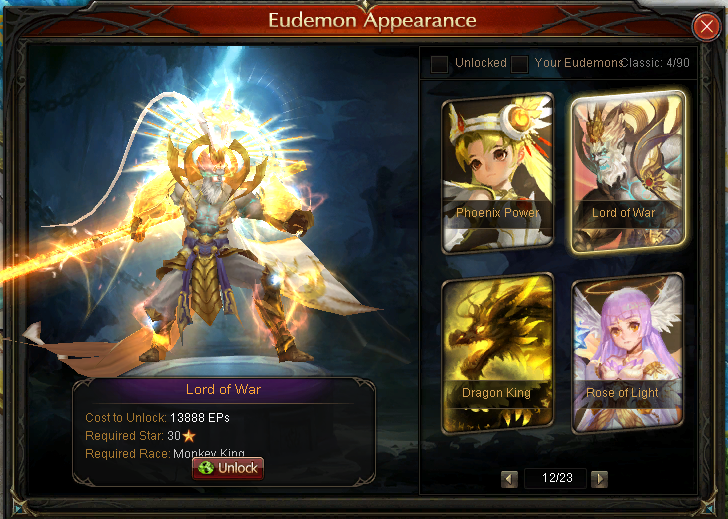 Eudemon Appearance
Unlocked Your Eudemons Classic: 4/90
Phoenix Power
Lord of War
Dragon King
Rose of Light
Lord of War
Cost to Unlock: 13888 EPs
Required Star: 30
Required Race: Monkey King
Unlock
12/23